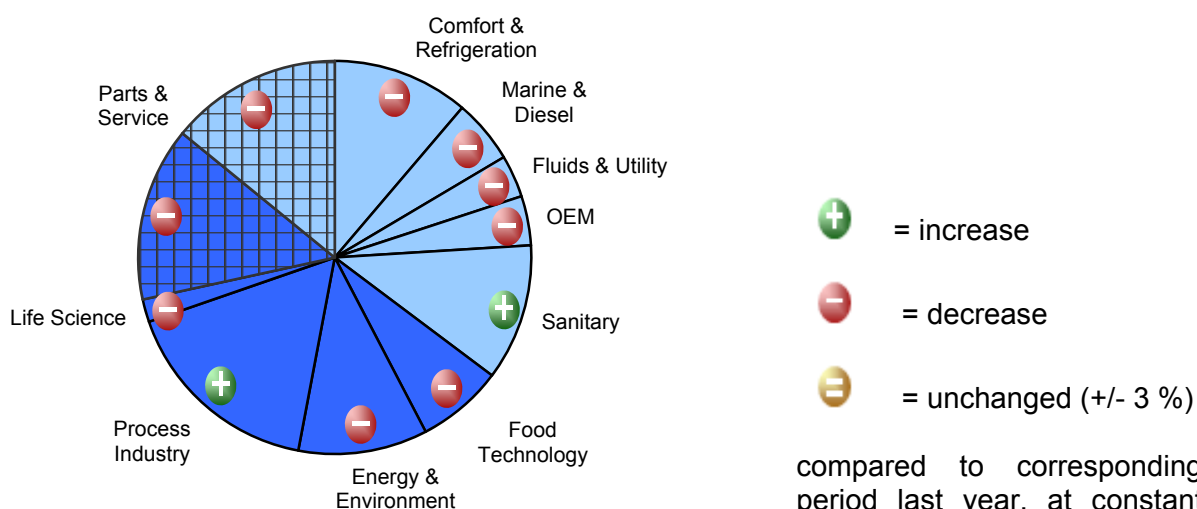 Comfort &
Refrigeration
Marine &
Diesel
Fluids & Utility
OEM
Sanitary
Food
Technology
Energy &
Environment
Process
Industry
Life Science
Parts &
Service
= increase
= decrease
= unchanged (+/- 3 %)
compared to corresponding
period last year, at constant